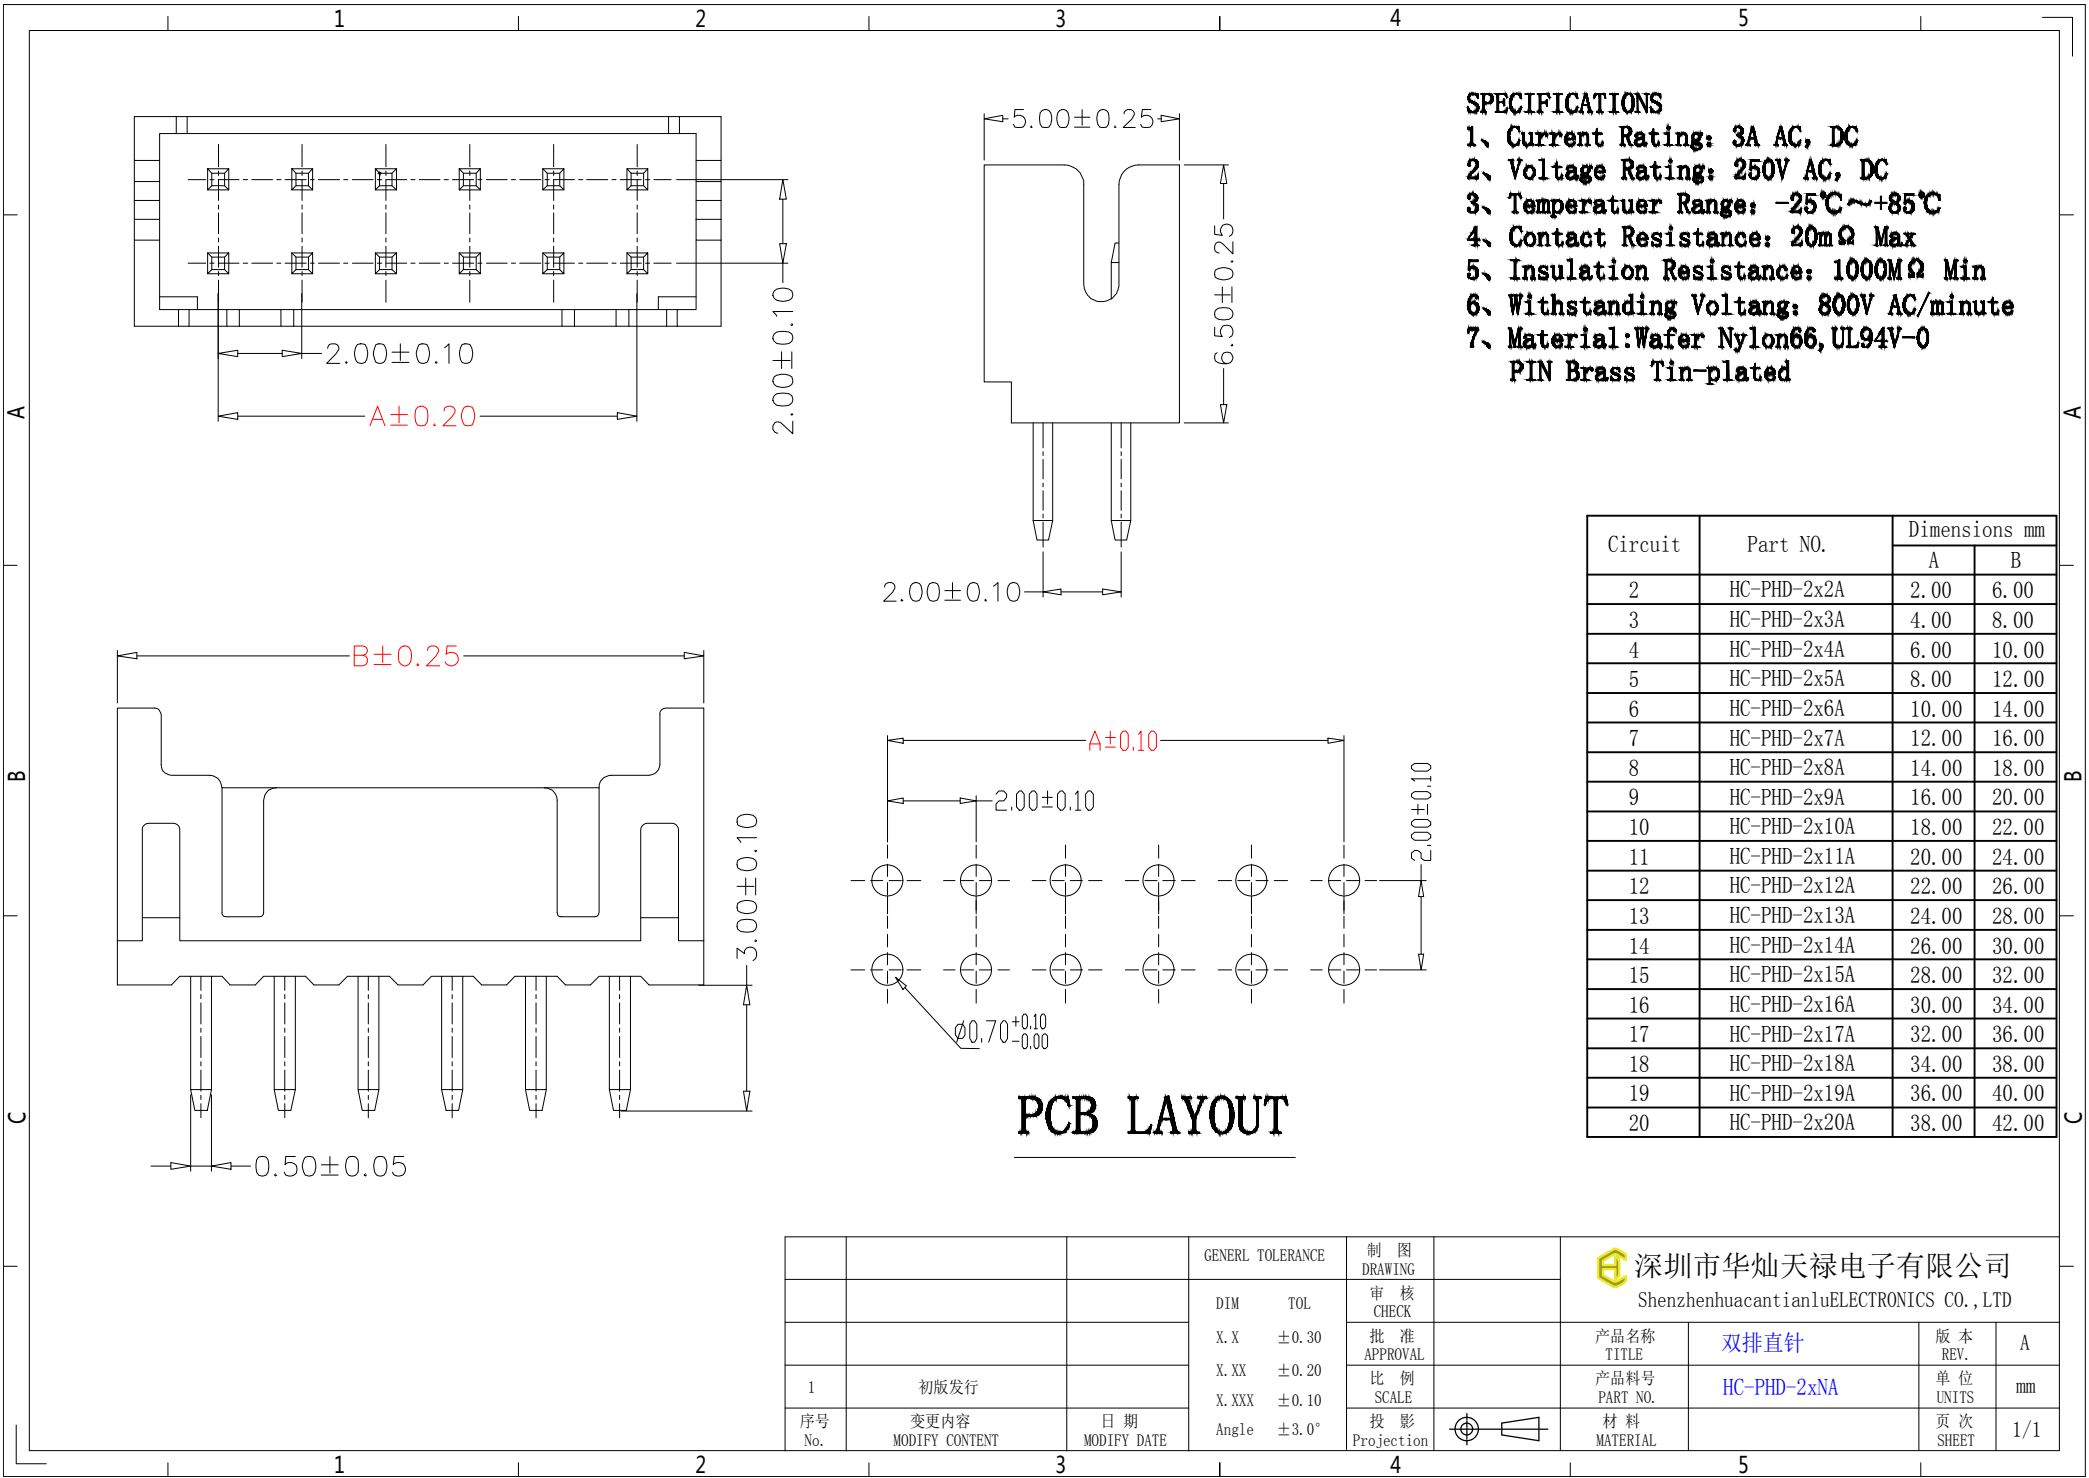 1 2 3 4 5
SPECIFICATIONS
1、Current Rating: 3A AC, DC
2、Voltage Rating: 250V AC, DC
3、Temperatuer Range: -25℃～+85℃
4、Contact Resistance: 20mΩ Max
5、Insulation Resistance: 1000MΩ Min
6、Withstanding Voltang: 800V AC/minute
7、Material:Wafer Nylon66,UL94V-0
PIN Brass Tin-plated
5.00±0.25
6.50±0.25
2.00±0.10
2.00±0.10
A±0.20
2.00±0.10
A
A
B±0.25
3.00±0.10
0.50±0.05
A±0.10
2.00±0.10
2.00±0.10
Ø0.70 +0.10 -0.00
PCB LAYOUT
B
B
C
C
Circuit Part NO. Dimensions mm
A B
2 HC-PHD-2x2A 2.00 6.00
3 HC-PHD-2x3A 4.00 8.00
4 HC-PHD-2x4A 6.00 10.00
5 HC-PHD-2x5A 8.00 12.00
6 HC-PHD-2x6A 10.00 14.00
7 HC-PHD-2x7A 12.00 16.00
8 HC-PHD-2x8A 14.00 18.00
9 HC-PHD-2x9A 16.00 20.00
10 HC-PHD-2x10A 18.00 22.00
11 HC-PHD-2x11A 20.00 24.00
12 HC-PHD-2x12A 22.00 26.00
13 HC-PHD-2x13A 24.00 28.00
14 HC-PHD-2x14A 26.00 30.00
15 HC-PHD-2x15A 28.00 32.00
16 HC-PHD-2x16A 30.00 34.00
17 HC-PHD-2x17A 32.00 36.00
18 HC-PHD-2x18A 34.00 38.00
19 HC-PHD-2x19A 36.00 40.00
20 HC-PHD-2x20A 38.00 42.00
1 初版发行
序号 变更内容 日 期
No. MODIFY CONTENT MODIFY DATE
GENERL TOLERANCE
DIM TOL
X.X ±0.30
X.XX ±0.20
X.XXX ±0.10
Angle ±3.0°
制 图
DRAWING
审 核
CHECK
批 准
APPROVAL
比 例
SCALE
投 影
Projection
深圳市华灿天禄电子有限公司
ShenzhenhuacantianluELECTRONICS CO.,LTD
产品名称 双排直针 版 本 A
TITLE REV.
产品料号 HC-PHD-2xNA 单 位 mm
PART NO. UNITS
材 料 页 次 1/1
MATERIAL SHEET
1 2 3 4 5